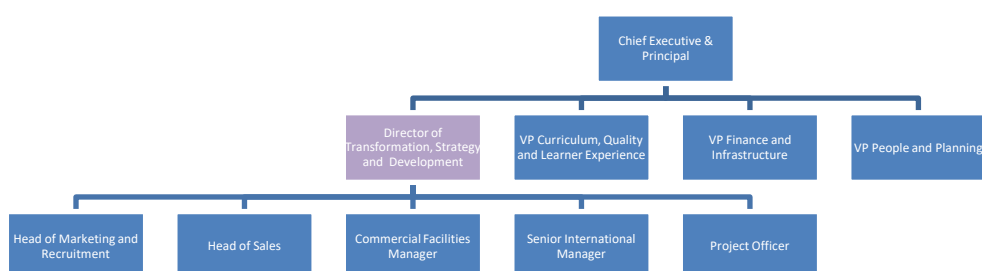 Chief Executive &
Principal
Director of
Transformation, Strategy
and Development
VP Curriculum, Quality
and Learner Experience
VP Finance and
Infrastructure
VP People and Planning
Head of Marketing and
Recruitment
Head of Sales
Commercial Facilities
Manager
Senior International
Manager
Project Officer